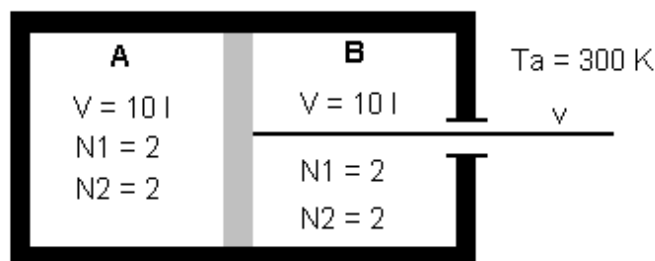 A
V = 10 l
N1 = 2
N2 = 2
B
V = 10 l
N1 = 2
N2 = 2
Ta = 300 K
v